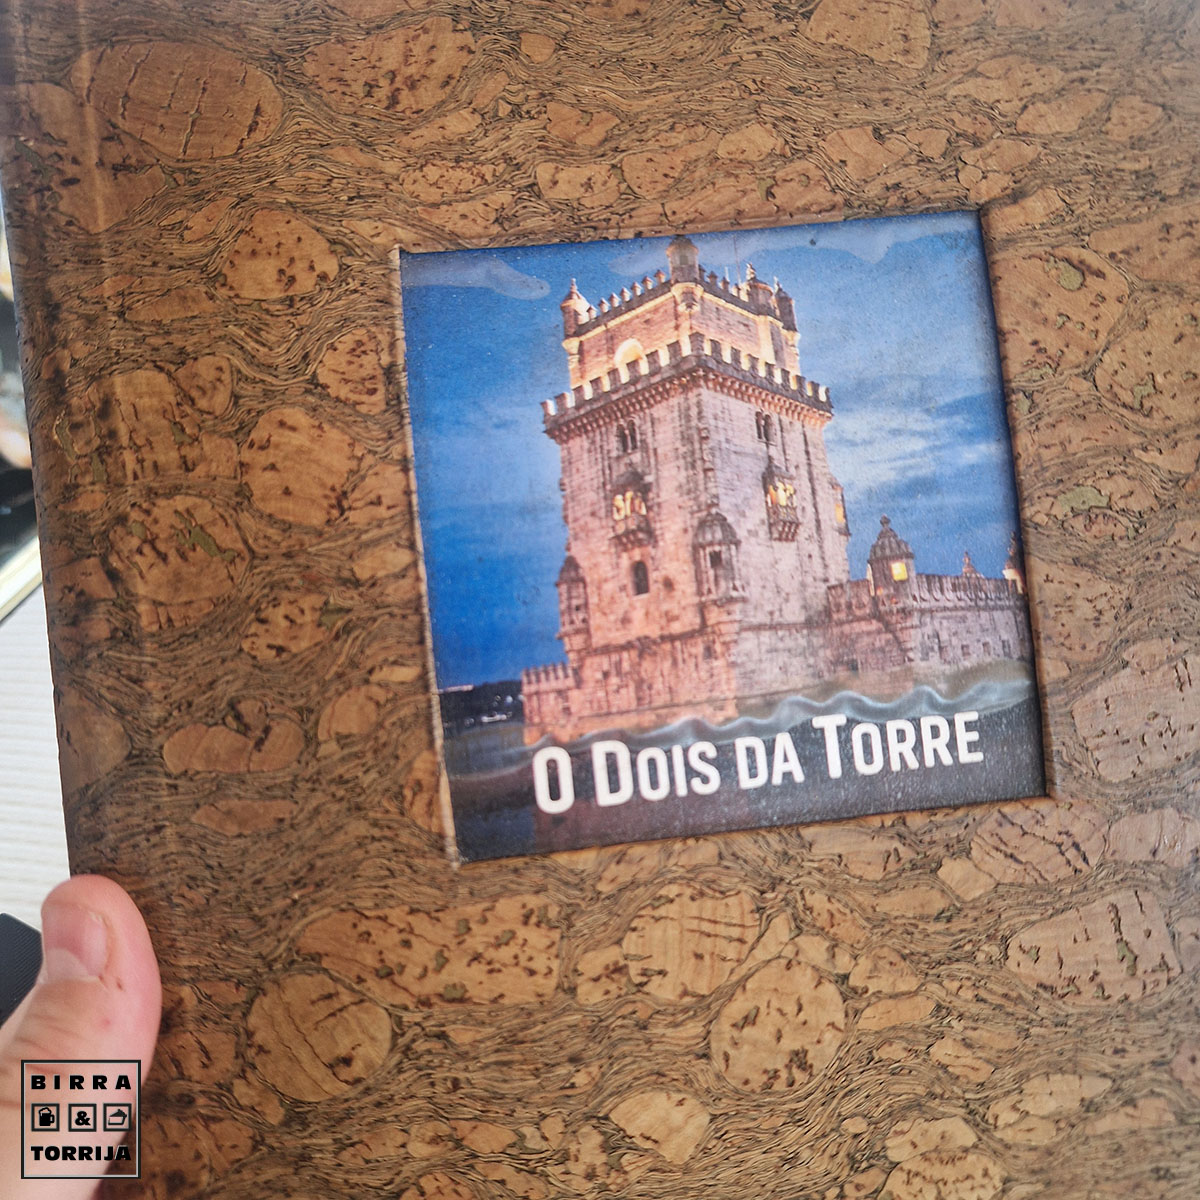 O DOIS DA TORRE
BIRRA
&
TORRIJA